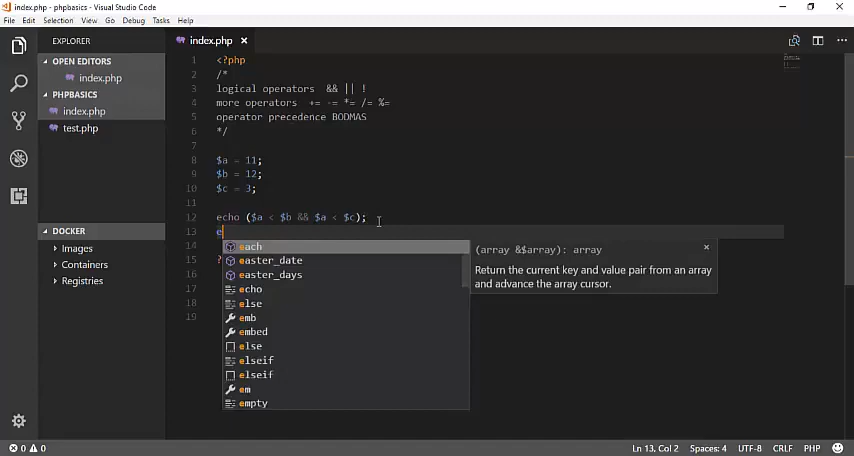 index.php - phpbasics - Visual Studio Code
File Edit Selection View Go Debug Tasks Help
EXPLORER
OPEN EDITORS
index.php
PHPBASICS
index.php
test.php
DOCKER
Images
Containers
Registries
index.php ×
1 <?php
2 /*
3 logical operators && || !
4 more operators += -= *= /= %=
5 operator precedence BODMAS
6 */
7
8 $a = 11;
9 $b = 12;
10 $c = 3;
11
12 echo ($a < $b && $a < $c);
13 e
14
15 ?
16
17
18
19
each
easter_date
easter_days
echo
else
emb
embed
else
elseif
elseif
em
empty
(array &$array): array ×
Return the current key and value pair from an array
and advance the array cursor.
0 0 Ln 13, Col 2 Spaces: 4 UTF-8 CRLF PHP